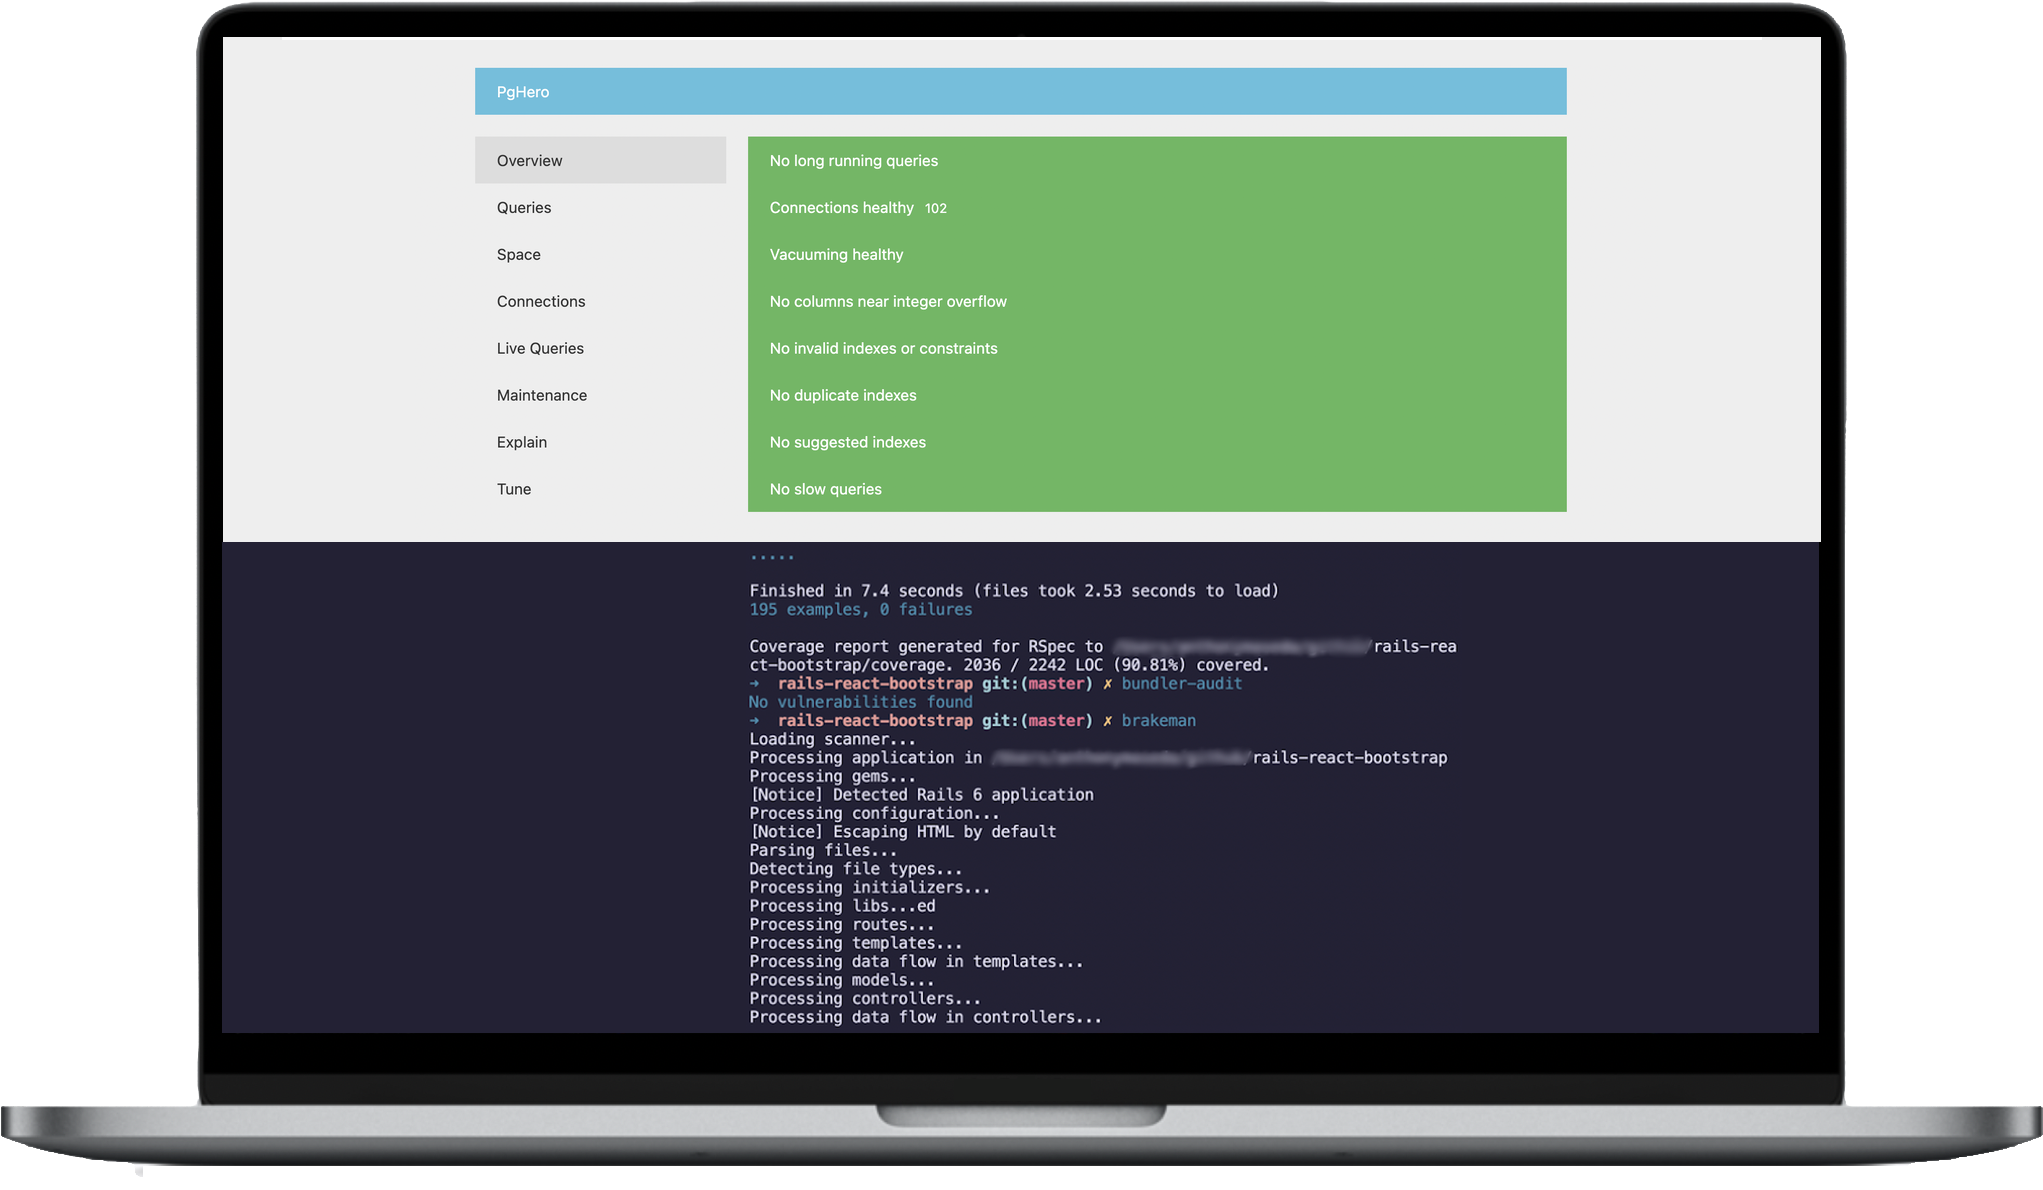 PgHero
Overview
Queries
Space
Connections
Live Queries
Maintenance
Explain
Tune
No long running queries
Connections healthy 102
Vacuuming healthy
No columns near integer overflow
No invalid indexes or constraints
No duplicate indexes
No suggested indexes
No slow queries
.....
Finished in 7.4 seconds (files took 2.53 seconds to load)
195 examples, 0 failures
Coverage report generated for RSpec to /rails-rea
ct-bootstrap/coverage. 2036 / 2242 LOC (90.81%) covered.
➜ rails-react-bootstrap git:(master) ✗ bundler-audit
No vulnerabilities found
➜ rails-react-bootstrap git:(master) ✗ brakeman
Loading scanner...
Processing application in /rails-react-bootstrap
Processing gems...
[Notice] Detected Rails 6 application
Processing configuration...
[Notice] Escaping HTML by default
Parsing files...
Detecting file types...
Processing initializers...
Processing libs...ed
Processing routes...
Processing templates...
Processing data flow in templates...
Processing models...
Processing controllers...
Processing data flow in controllers...